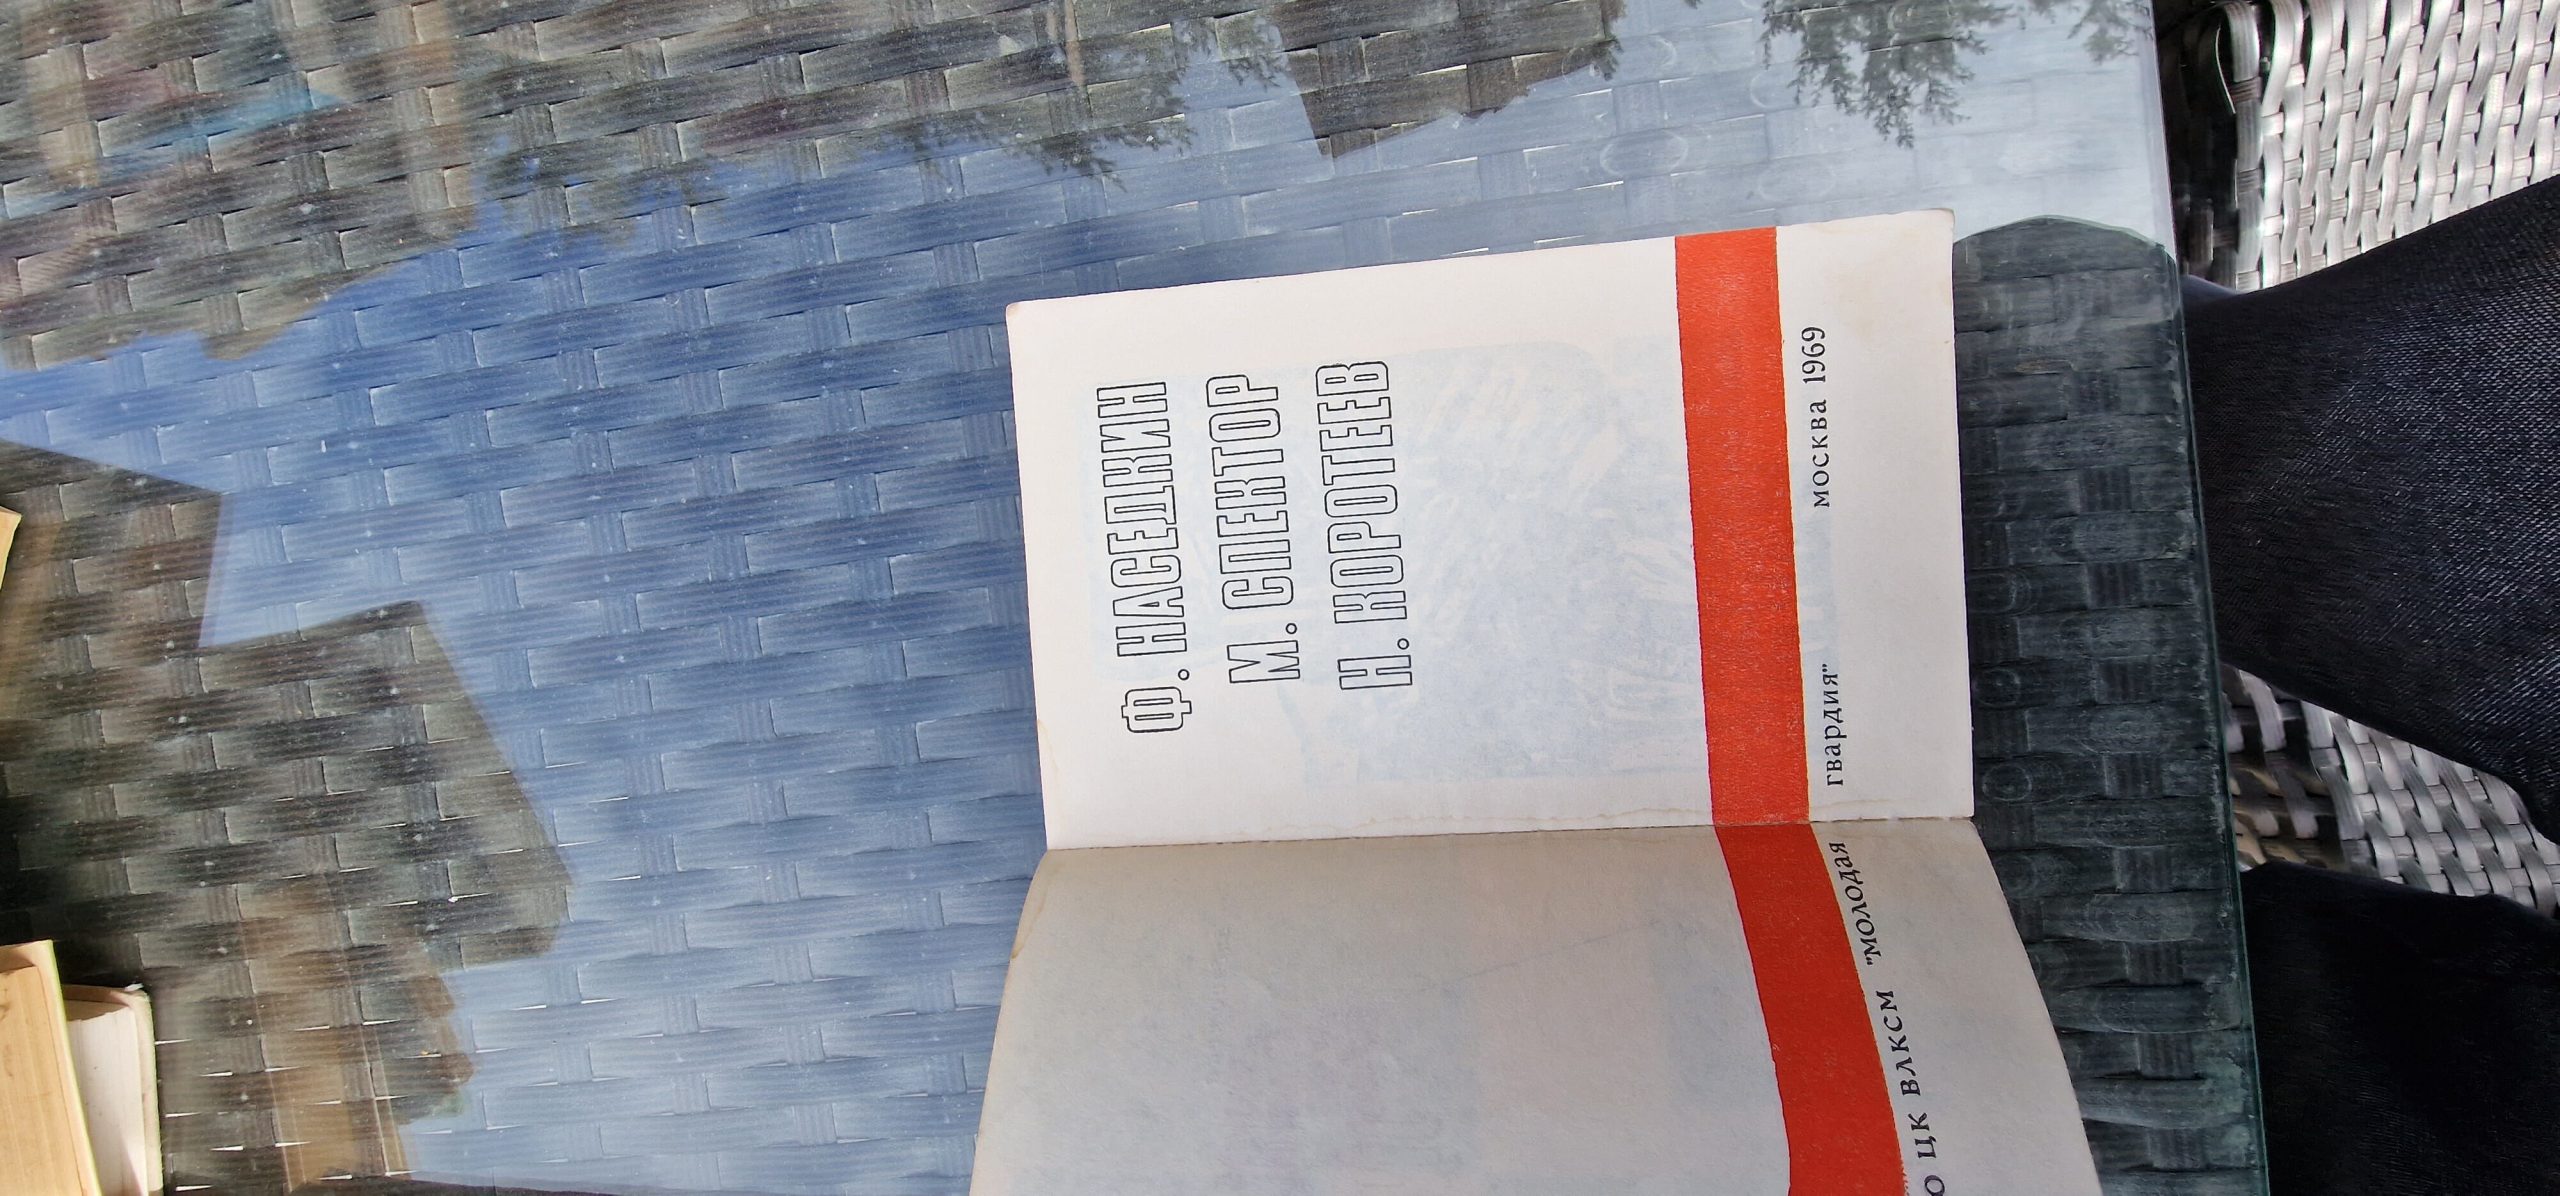 Ф. НАСЕДКИН
М. СПЕКТОР
Н. КОРОТЕЕВ
О ЦК ВЛКСМ "МОЛОДАЯ ГВАРДИЯ" МОСКВА 1969